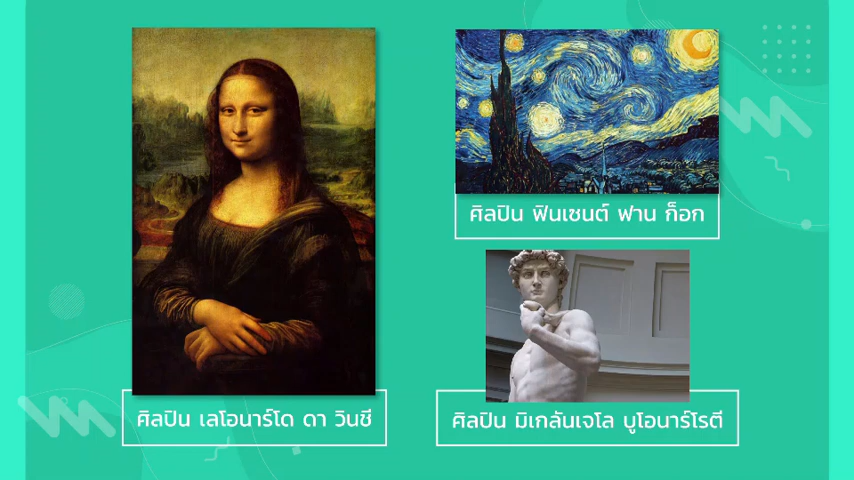 ศิลปิน ฟินเซนต์ ฟาน ก็อก
ศิลปิน เลโอนาร์โด ดา วินชี
ศิลปิน มิเกลันเจโล บูโอนาร์โรตี